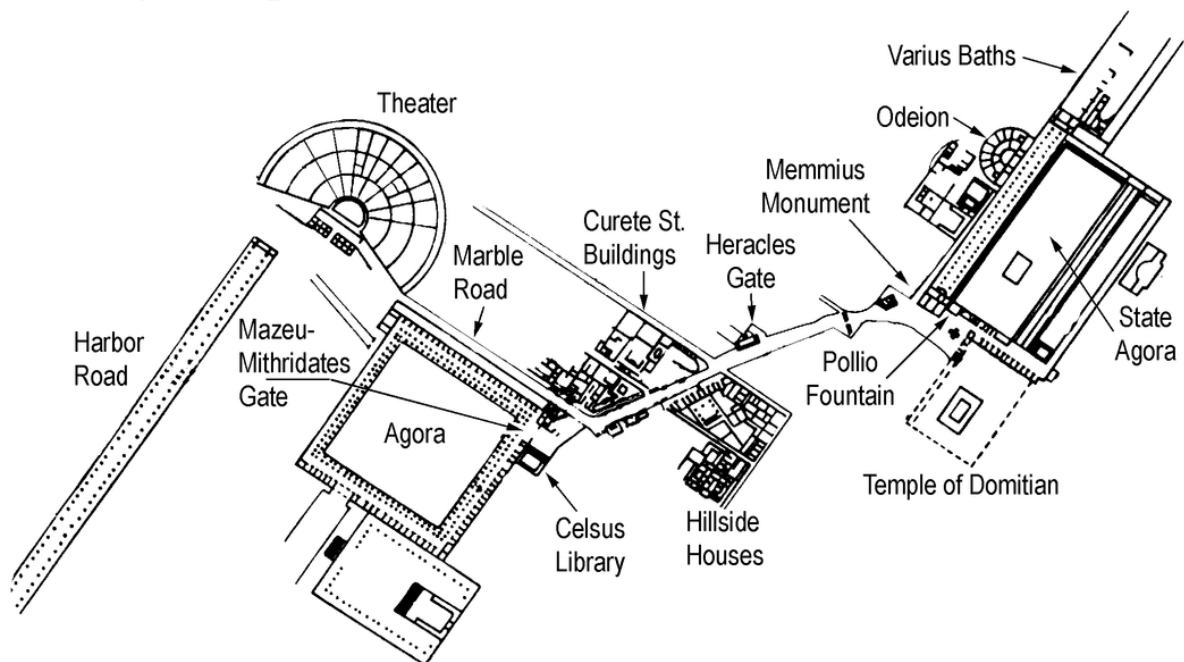 Varius Baths
Theater
Odeion
Memmius
Monument
Curete St.
Buildings
Heracles
Gate
Marble
Road
Mazeu-
Mithridates
Gate
Harbor
Road
State
Agora
Pollio
Fountain
Agora
Temple of Domitian
Celsus
Library
Hillside
Houses